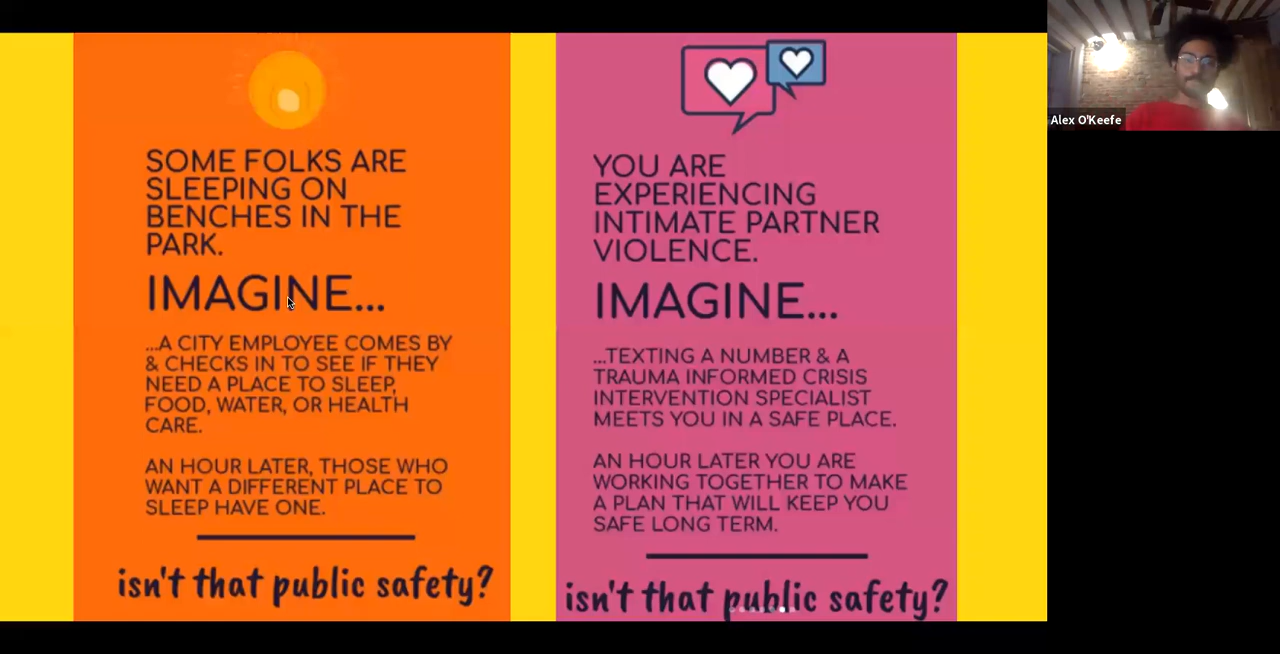 SOME FOLKS ARE
SLEEPING ON
BENCHES IN THE
PARK.
IMAGINE...
...A CITY EMPLOYEE COMES BY
& CHECKS IN TO SEE IF THEY
NEED A PLACE TO SLEEP,
FOOD, WATER, OR HEALTH
CARE.
AN HOUR LATER, THOSE WHO
WANT A DIFFERENT PLACE TO
SLEEP HAVE ONE.
isn't that public safety?
YOU ARE
EXPERIENCING
INTIMATE PARTNER
VIOLENCE.
IMAGINE...
...TEXTING A NUMBER & A
TRAUMA INFORMED CRISIS
INTERVENTION SPECIALIST
MEETS YOU IN A SAFE PLACE.
AN HOUR LATER YOU ARE
WORKING TOGETHER TO MAKE
A PLAN THAT WILL KEEP YOU
SAFE LONG TERM.
isn't that public safety?
Alex O'Keefe